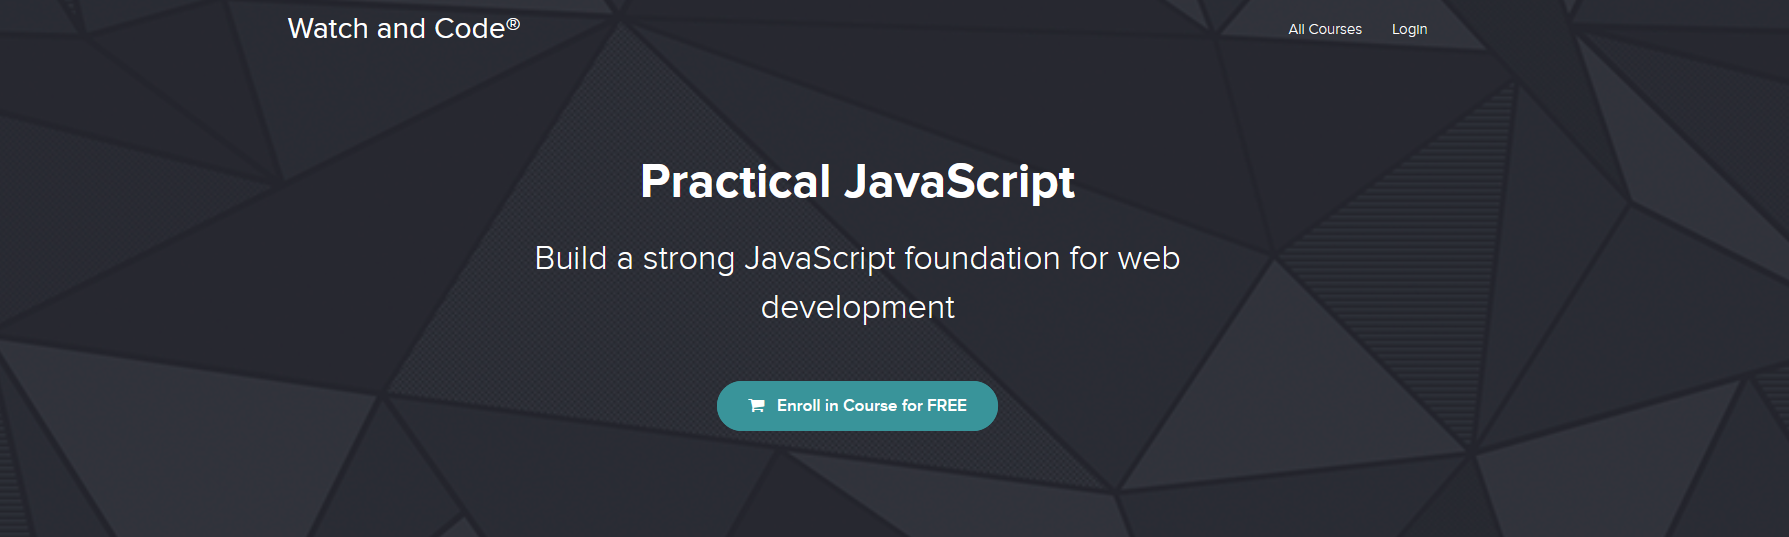 Watch and Code®
All Courses
Login
Practical JavaScript
Build a strong JavaScript foundation for web
development
Enroll in Course for FREE